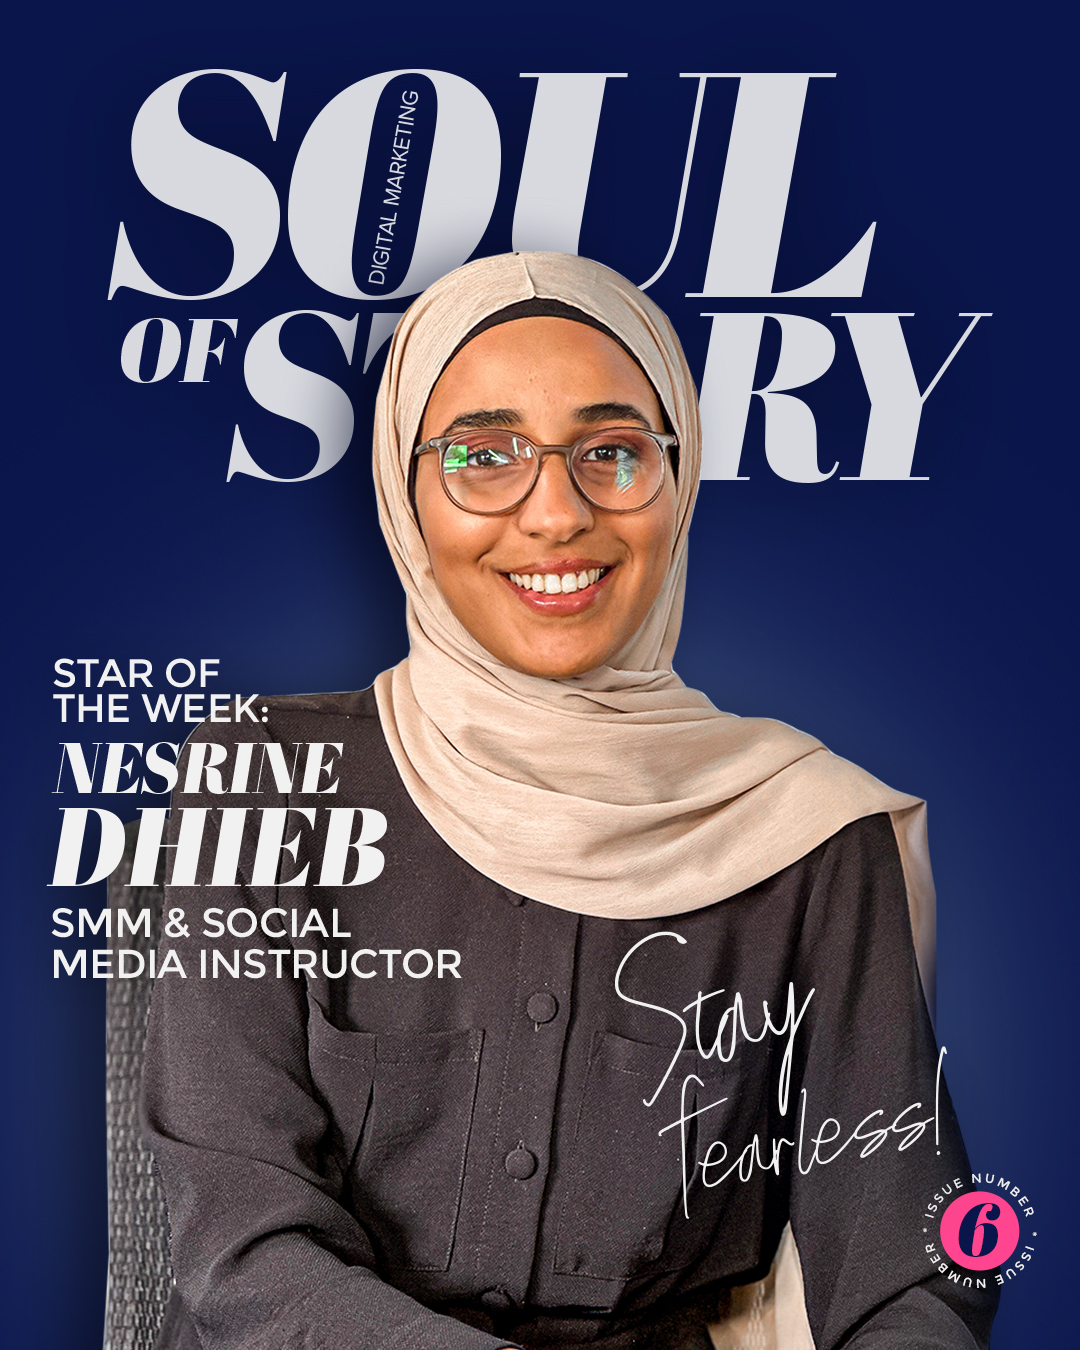 SOUL
DIGITAL MARKETING
OF STORY
STAR OF
THE WEEK:
NESRINE
DHIEB
SMM & SOCIAL
MEDIA INSTRUCTOR
Stay
fearless!
ISSUE NUMBER * ISSUE NUMBER *
6